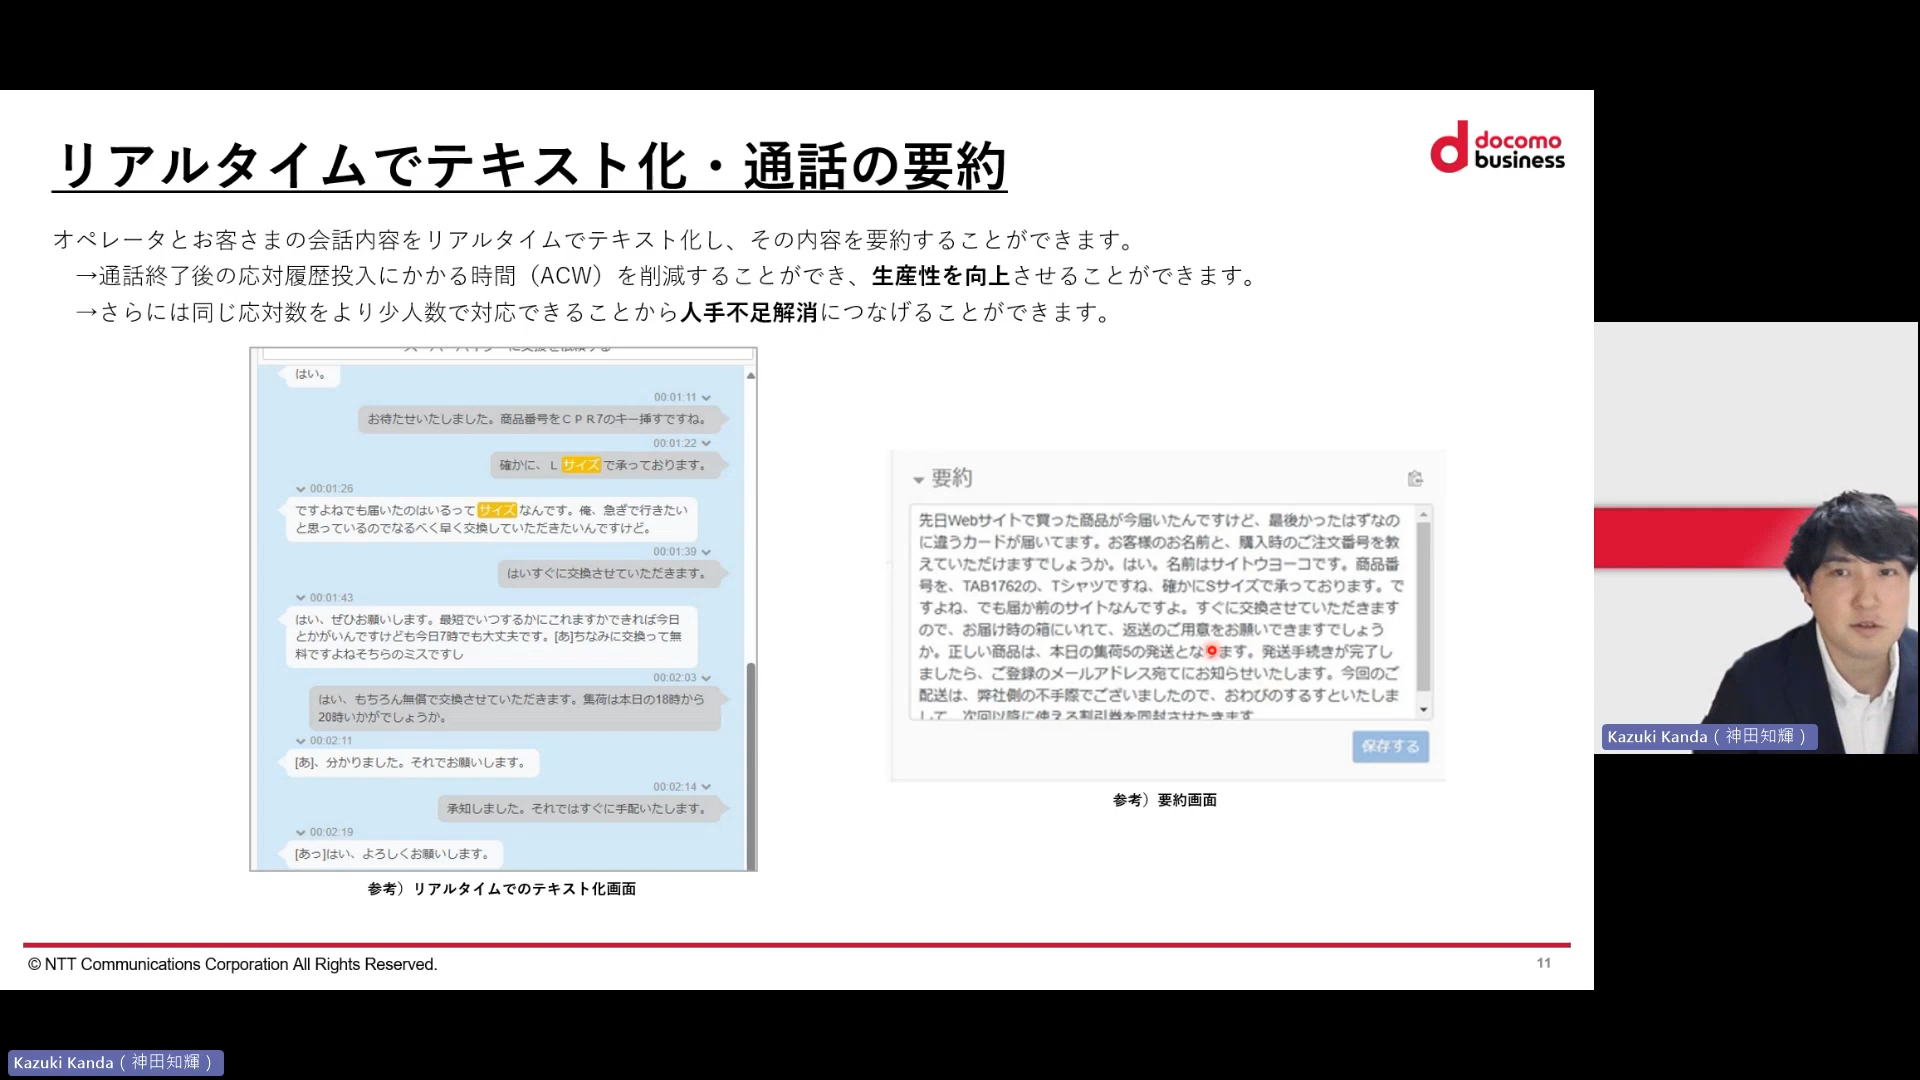 リアルタイムでテキスト化・通話の要約
docomo
business
オペレータとお客さまの会話内容をリアルタイムでテキスト化し、その内容を要約することができます。
→通話終了後の応対履歴投入にかかる時間（ACW）を削減することができ、生産性を向上させることができます。
→さらには同じ応対数をより少人数で対応できることから人手不足解消につなげることができます。
はい。
00:01:11
お待たせいたしました。商品番号をＣＰＲ7のキー挿すですね。
00:01:22
確かに、Ｌサイズで承っております。
00:01:26
ですよねでも届いたのはいるってサイズなんです。俺、急ぎで行きたい
と思っているのでなるべく早く交換していただきたいんですけど。
00:01:39
はいすぐに交換させていただきます。
00:01:43
はい、ぜひお願いします。最短でいつするかにこれますかできれば今日
とかがいんですけども今日7時でも大丈夫です。[あ]ちなみに交換って無
料ですよねそちらのミスですし
00:02:03
はい、もちろん無償で交換させていただきます。集荷は本日の18時から
20時いかがでしょうか。
00:02:11
[あ]、分かりました。それでお願いします。
00:02:14
承知しました。それではすぐに手配いたします。
00:02:19
[あっ]はい、よろしくお願いします。
参考）リアルタイムでのテキスト化画面
要約
先日Webサイトで買った商品が今届いたんですけど、最後かったはずなの
に違うカードが届いてます。お客様のお名前と、購入時のご注文番号を教
えていただけますでしょうか。はい。名前はサイトウヨーコです。商品番
号を、TAB1762の、Tシャツですね、確かにSサイズで承っております。で
すよね、でも届か前のサイトなんですよ。すぐに交換させていただきます
ので、お届け時の箱にいれて、返送のご用意をお願いできますでしょう
か。正しい商品は、本日の集荷5の発送となります。発送手続きが完了し
ましたら、ご登録のメールアドレス宛てにお知らせいたします。今回のご
配送は、弊社側の不手際でございましたので、おわびのするすといたしま
して、次回以降に使える割引券を同封させたきます
保存する
参考）要約画面
© NTT Communications Corporation All Rights Reserved.
11
Kazuki Kanda（神田知輝）
Kazuki Kanda（神田知輝）